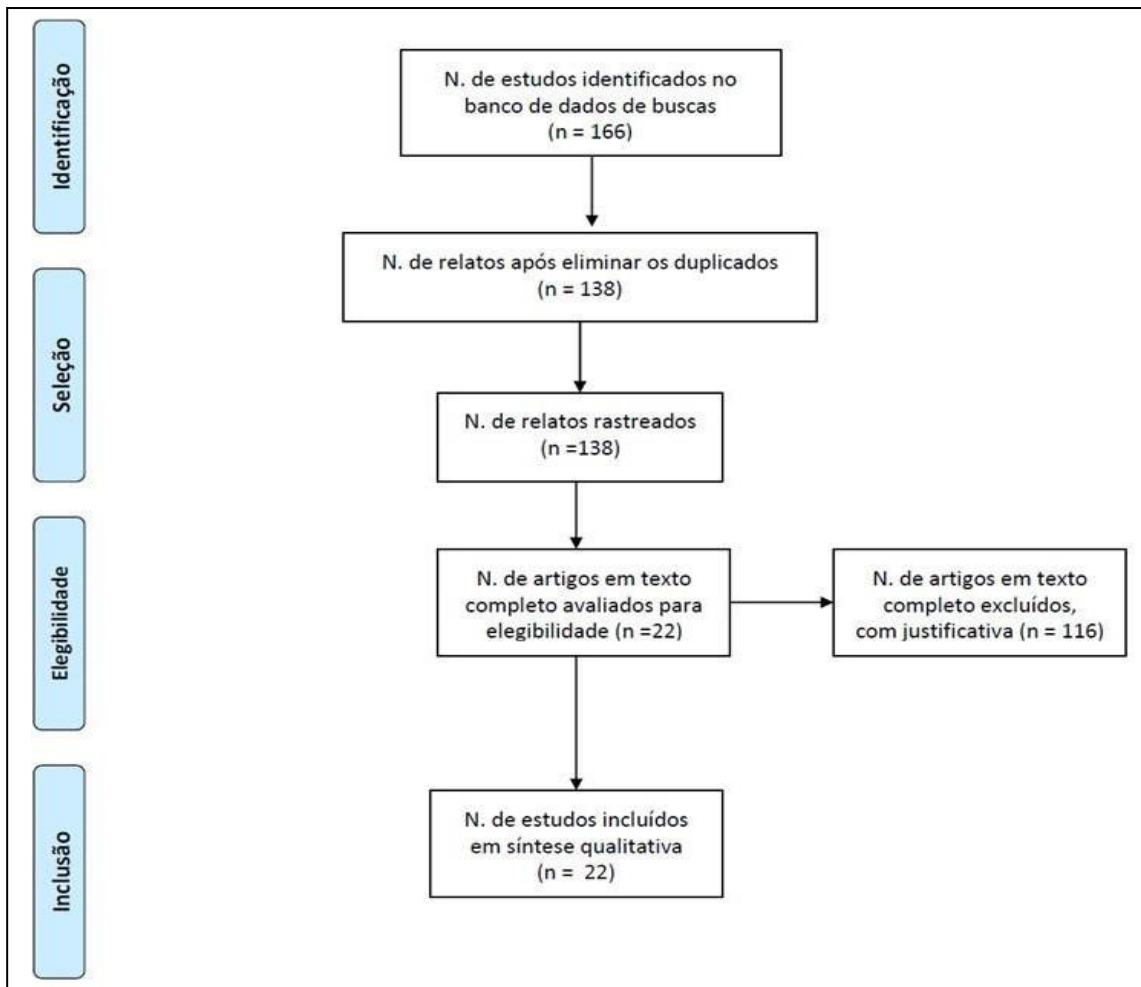 Identificação
N. de estudos identificados no
banco de dados de buscas
(n = 166)
Seleção
N. de relatos após eliminar os duplicados
(n = 138)
N. de relatos rastreados
(n =138)
Elegibilidade
N. de artigos em texto
completo avaliados para
elegibilidade (n =22)
N. de artigos em texto
completo excluídos,
com justificativa (n = 116)
Inclusão
N. de estudos incluídos
em síntese qualitativa
(n = 22)